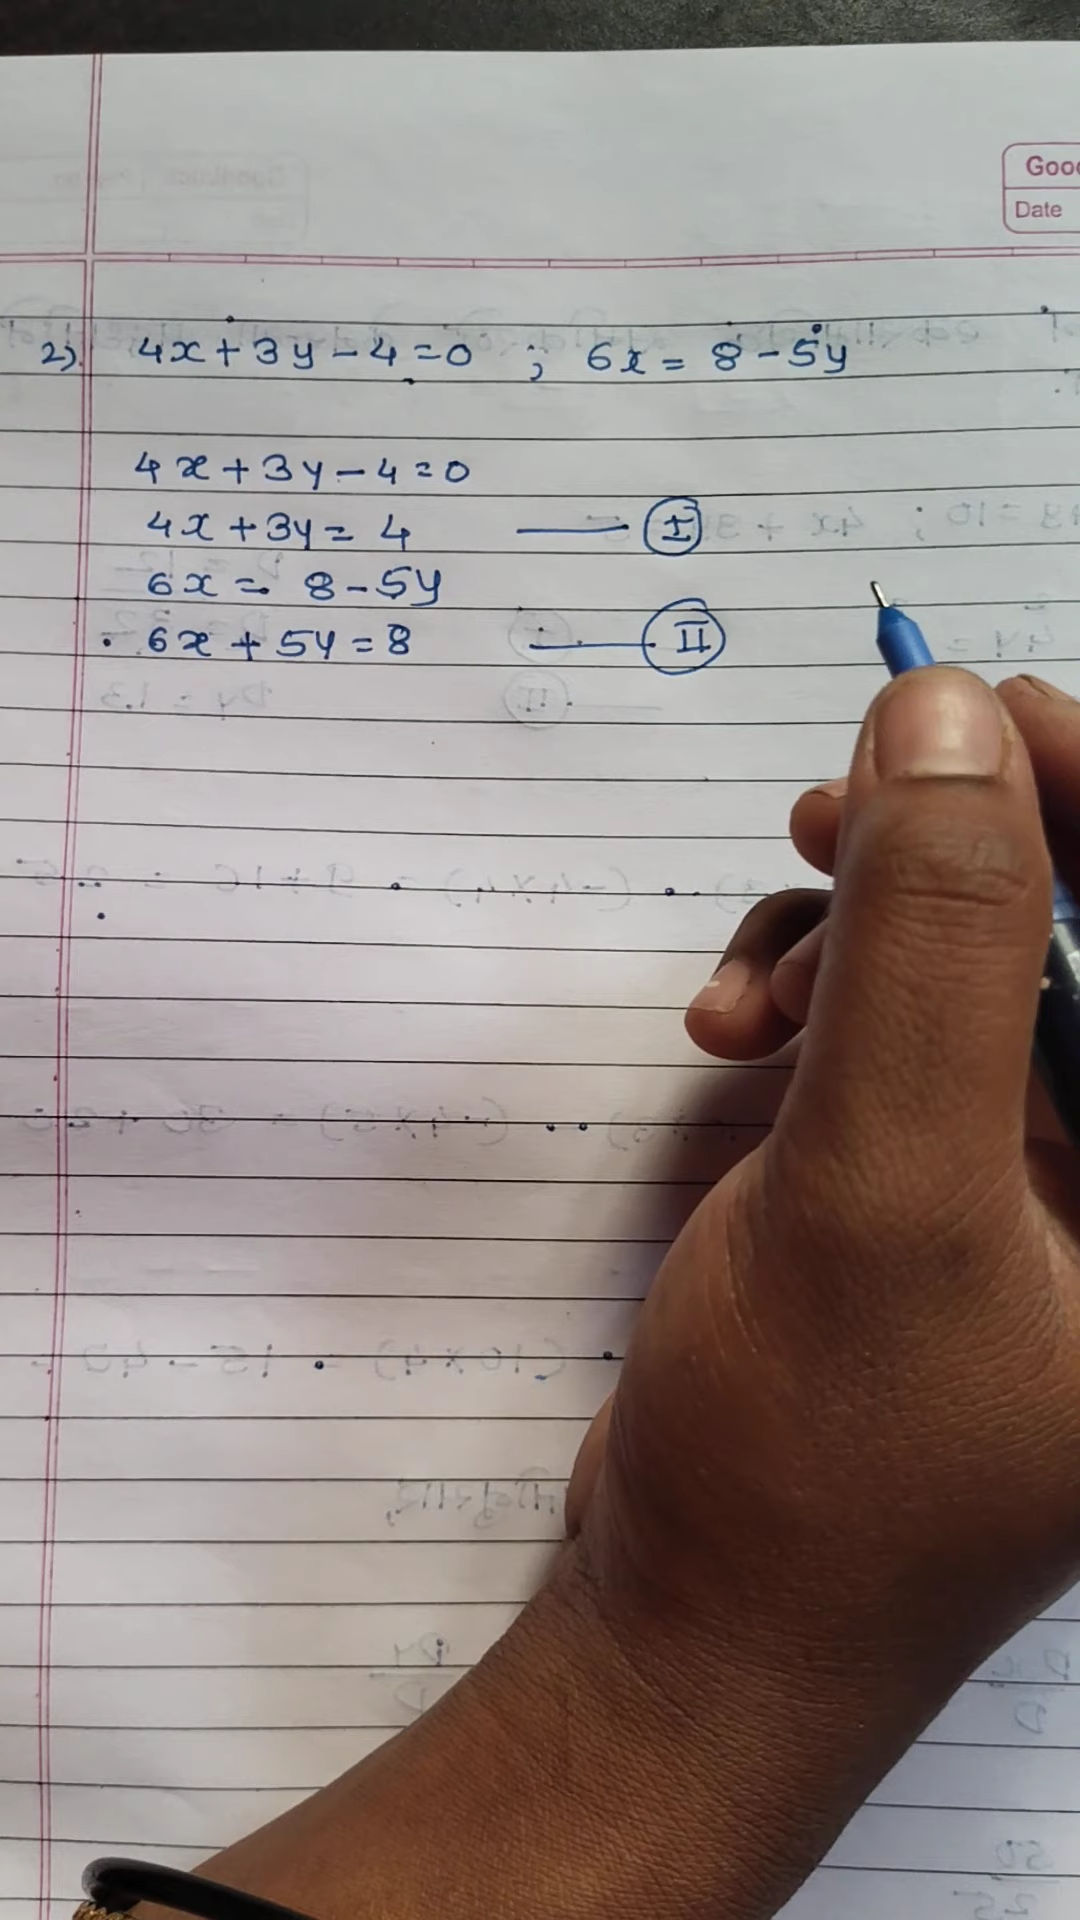 Goo
Date
2). 4x + 3y - 4 = 0 ; 6x = 8 - 5y
4x + 3y - 4 = 0
4x + 3y = 4 —— I
6x = 8 - 5y
6x + 5y = 8 —— II